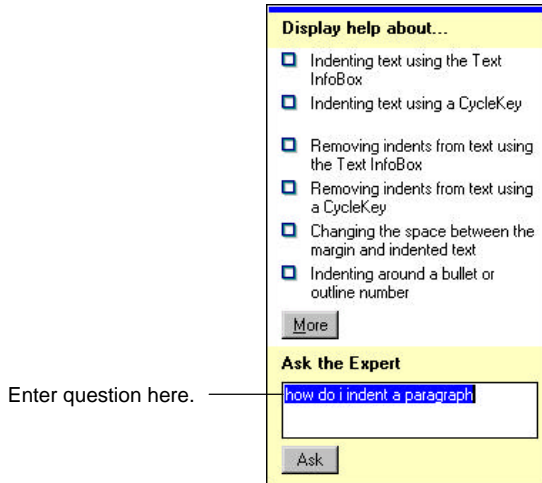 Display help about...
Indenting text using the Text
InfoBox
Indenting text using a CycleKey
Removing indents from text using
the Text InfoBox
Removing indents from text using
a CycleKey
Changing the space between the
margin and indented text
Indenting around a bullet or
outline number
More
Ask the Expert
Enter question here.
how do i indent a paragraph
Ask